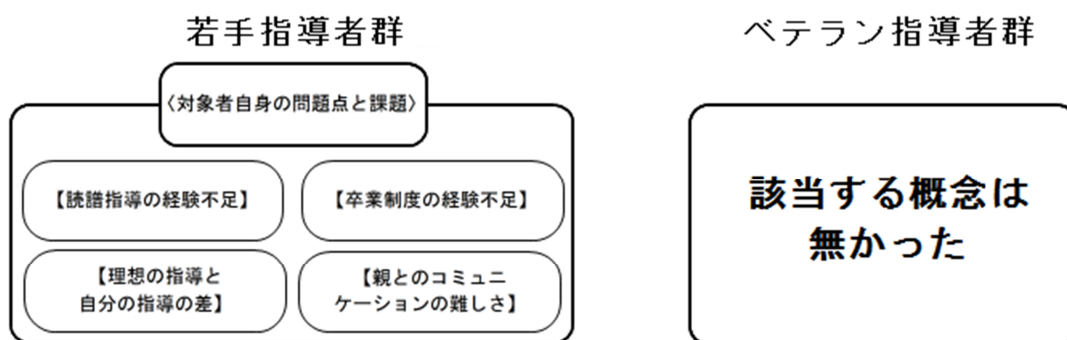 若手指導者群
〈対象者自身の問題点と課題〉
【読譜指導の経験不足】
【卒業制度の経験不足】
【理想の指導と
自分の指導の差】
【親とのコミュニ
ケーションの難しさ】
ベテラン指導者群
該当する概念は
無かった